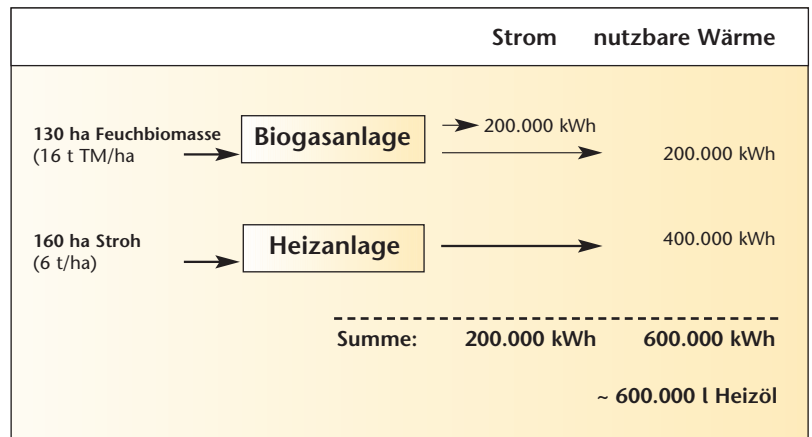 Strom nutzbare Wärme
130 ha Feuchbiomasse
(16 t TM/ha
Biogasanlage
200.000 kWh
200.000 kWh
160 ha Stroh
(6 t/ha)
Heizanlage
400.000 kWh
Summe: 200.000 kWh 600.000 kWh
~ 600.000 l Heizöl